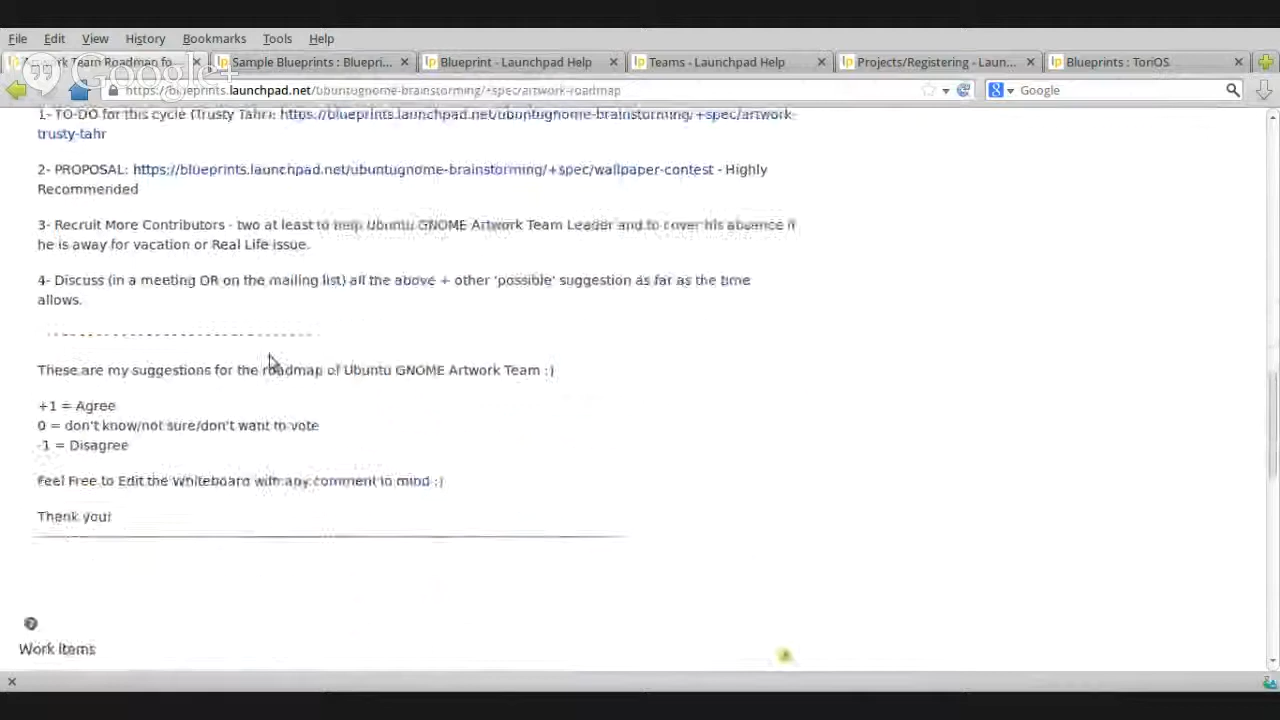 File Edit View History Bookmarks Tools Help
Artwork Team Roadmap fo... Sample Blueprints : Bluepri... Blueprint - Launchpad Help Teams - Launchpad Help Projects/Registering - Laun... Blueprints : ToriOS
Google+
https://blueprints.launchpad.net/ubuntugnome-brainstorming/+spec/artwork-roadmap Google
1- TO-DO for this cycle (Trusty Tahr): https://blueprints.launchpad.net/ubuntugnome-brainstorming/+spec/artwork-
trusty-tahr
2- PROPOSAL: https://blueprints.launchpad.net/ubuntugnome-brainstorming/+spec/wallpaper-contest - Highly
Recommended
3- Recruit More Contributors - two at least to help Ubuntu GNOME Artwork Team Leader and to cover his absence if
he is away for vacation or Real Life issue.
4- Discuss (in a meeting OR on the mailing list) all the above + other 'possible' suggestion as far as the time
allows.
These are my suggestions for the roadmap of Ubuntu GNOME Artwork Team :)
+1 = Agree
0 = don't know/not sure/don't want to vote
-1 = Disagree
Feel Free to Edit the Whiteboard with any comment in mind :)
Thank you!
Work items